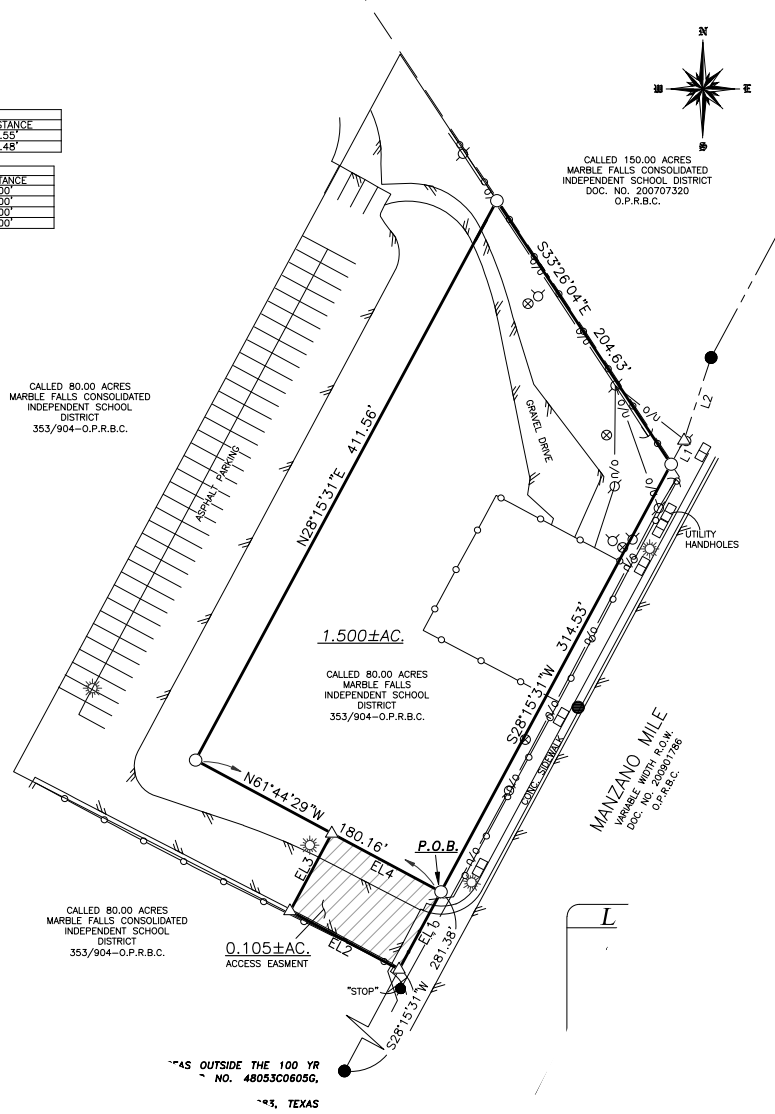 N
W
E
S
CALLED 150.00 ACRES
MARBLE FALLS CONSOLIDATED
INDEPENDENT SCHOOL DISTRICT
DOC. NO. 200707320
O.P.R.B.C.
STANCE
.55'
.48'
STANCE
00'
00'
00'
00'
S33°26'04"E 204.63'
L2
L1
GRAVEL DRIVE
CALLED 80.00 ACRES
MARBLE FALLS CONSOLIDATED
INDEPENDENT SCHOOL
DISTRICT
353/904-O.P.R.B.C.
ASPHALT PARKING
N28°15'31"E 411.56'
UTILITY
HANDHOLES
1.500±AC.
CALLED 80.00 ACRES
MARBLE FALLS
INDEPENDENT SCHOOL
DISTRICT
353/904-O.P.R.B.C.
S28°15'31"W 314.53'
CONC. SIDEWALK
MANZANO MILE
VARIABLE WIDTH R.O.W.
DOC. NO. 200901786
O.P.R.B.C.
N61°44'29"W 180.16'
P.O.B.
EL3
EL4
EL1
EL2
CALLED 80.00 ACRES
MARBLE FALLS CONSOLIDATED
INDEPENDENT SCHOOL
DISTRICT
353/904-O.P.R.B.C.
0.105±AC.
ACCESS EASMENT
"STOP"
S28°15'31"W 281.38'
L
OUTSIDE THE 100 YR
NO. 48053C0605G,
TEXAS